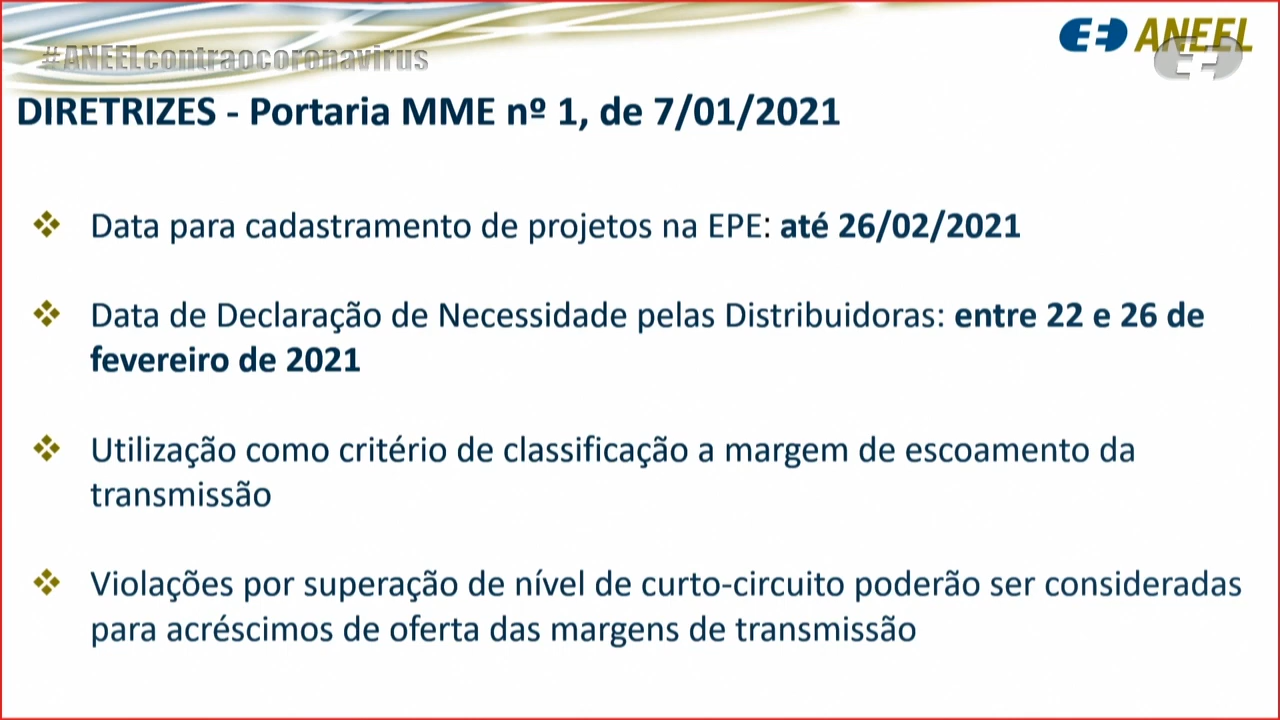 #ANEELcontraocoronavirus
ANEEL
DIRETRIZES - Portaria MME nº 1, de 7/01/2021
Data para cadastramento de projetos na EPE: até 26/02/2021
Data de Declaração de Necessidade pelas Distribuidoras: entre 22 e 26 de
fevereiro de 2021
Utilização como critério de classificação a margem de escoamento da
transmissão
Violações por superação de nível de curto-circuito poderão ser consideradas
para acréscimos de oferta das margens de transmissão